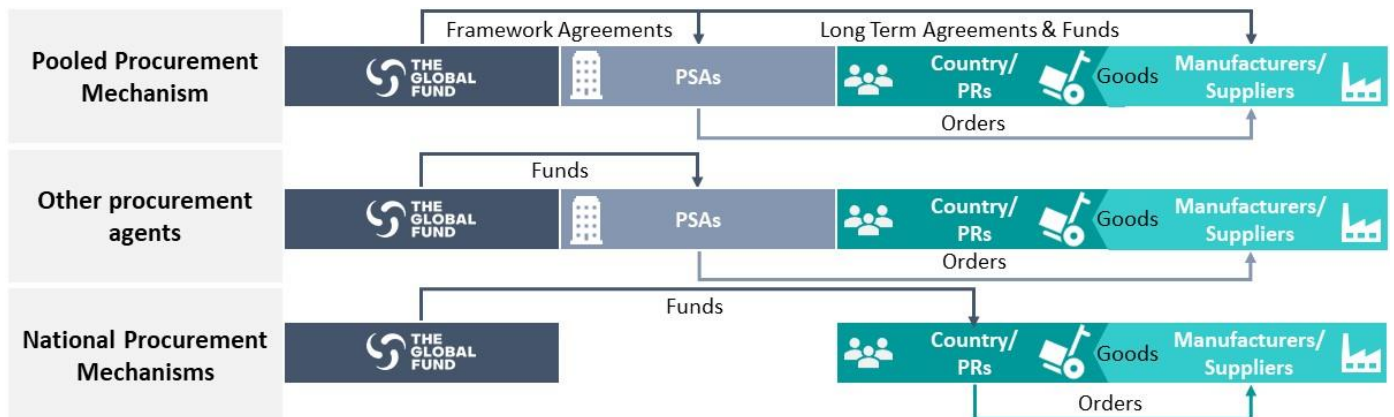 Framework Agreements
Long Term Agreements & Funds
Pooled Procurement
Mechanism
THE
GLOBAL
FUND
PSAs
Country/
PRs
Goods
Manufacturers/
Suppliers
Orders
Funds
Other procurement
agents
THE
GLOBAL
FUND
PSAs
Country/
PRs
Goods
Manufacturers/
Suppliers
Orders
Funds
National Procurement
Mechanisms
THE
GLOBAL
FUND
Country/
PRs
Goods
Manufacturers/
Suppliers
Orders